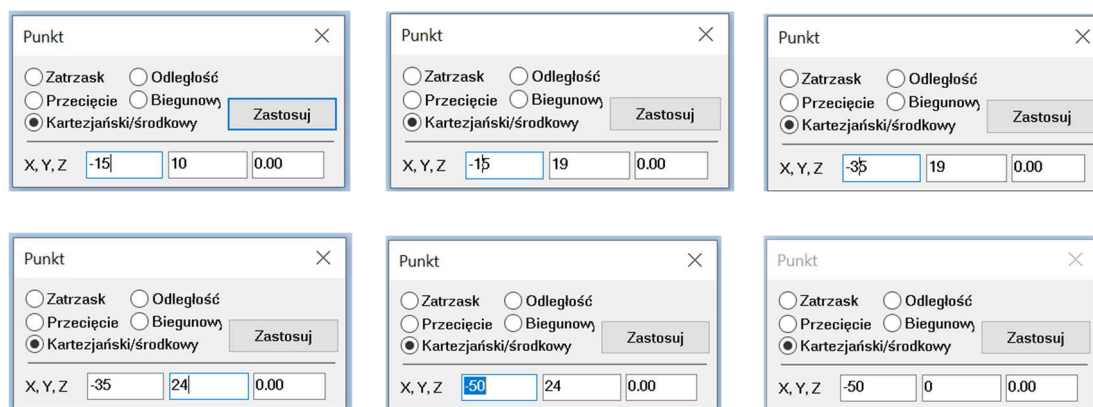 Punkt
Zatrzask Odległość
Przecięcie Biegunowy
Kartezjański/środkowy Zastosuj
X, Y, Z -15 10 0.00
Punkt
Zatrzask Odległość
Przecięcie Biegunowy
Kartezjański/środkowy Zastosuj
X, Y, Z -15 19 0.00
Punkt
Zatrzask Odległość
Przecięcie Biegunowy
Kartezjański/środkowy Zastosuj
X, Y, Z -35 19 0.00
Punkt
Zatrzask Odległość
Przecięcie Biegunowy
Kartezjański/środkowy Zastosuj
X, Y, Z -35 24 0.00
Punkt
Zatrzask Odległość
Przecięcie Biegunowy
Kartezjański/środkowy Zastosuj
X, Y, Z -50 24 0.00
Punkt
Zatrzask Odległość
Przecięcie Biegunowy
Kartezjański/środkowy Zastosuj
X, Y, Z -50 0 0.00